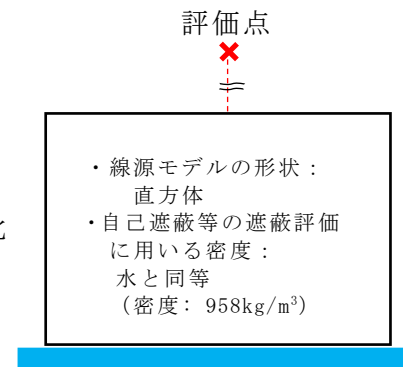 評価点
・線源モデルの形状：
直方体
・自己遮蔽等の遮蔽評価
に用いる密度：
水と同等
(密度: 958kg/m³)